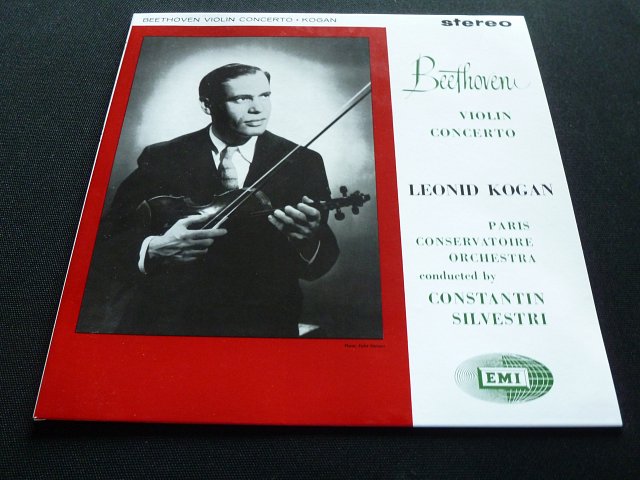 BEETHOVEN VIOLIN CONCERTO • KOGAN
stereo
Beethoven
VIOLIN
CONCERTO
LEONID KOGAN
PARIS
CONSERVATOIRE
ORCHESTRA
conducted by
CONSTANTIN
SILVESTRI
EMI